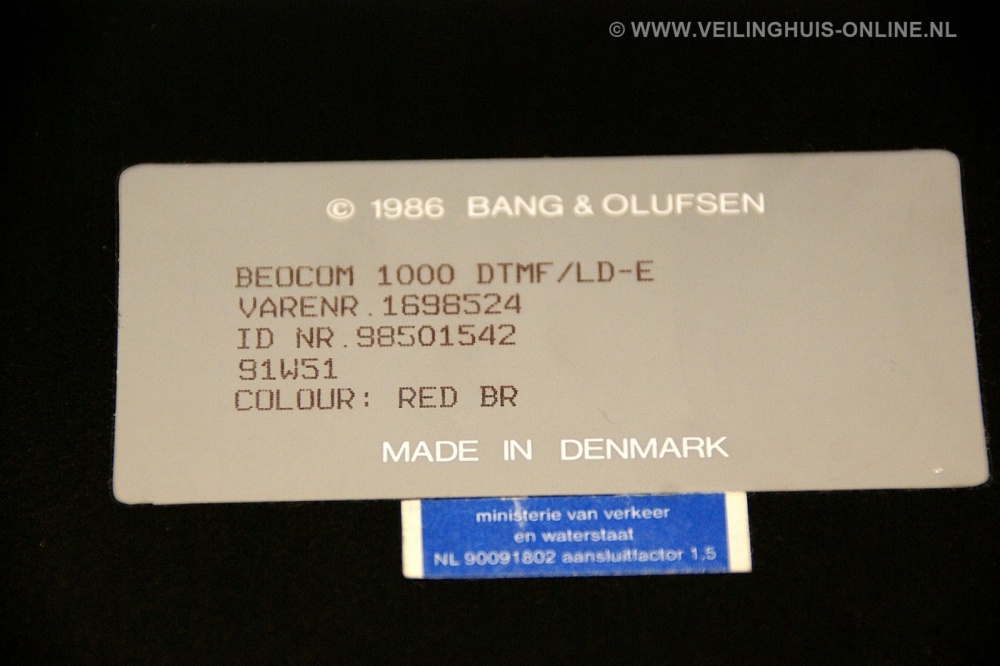 © WWW.VEILINGHUIS-ONLINE.NL
© 1986 BANG & OLUFSEN
BEOCOM 1000 DTMF/LD-E
VARENR.1698524
ID NR.98501542
91W51
COLOUR: RED BR
MADE IN DENMARK
ministerie van verkeer
en waterstaat
NL 90091802 aansluitfactor 1,5